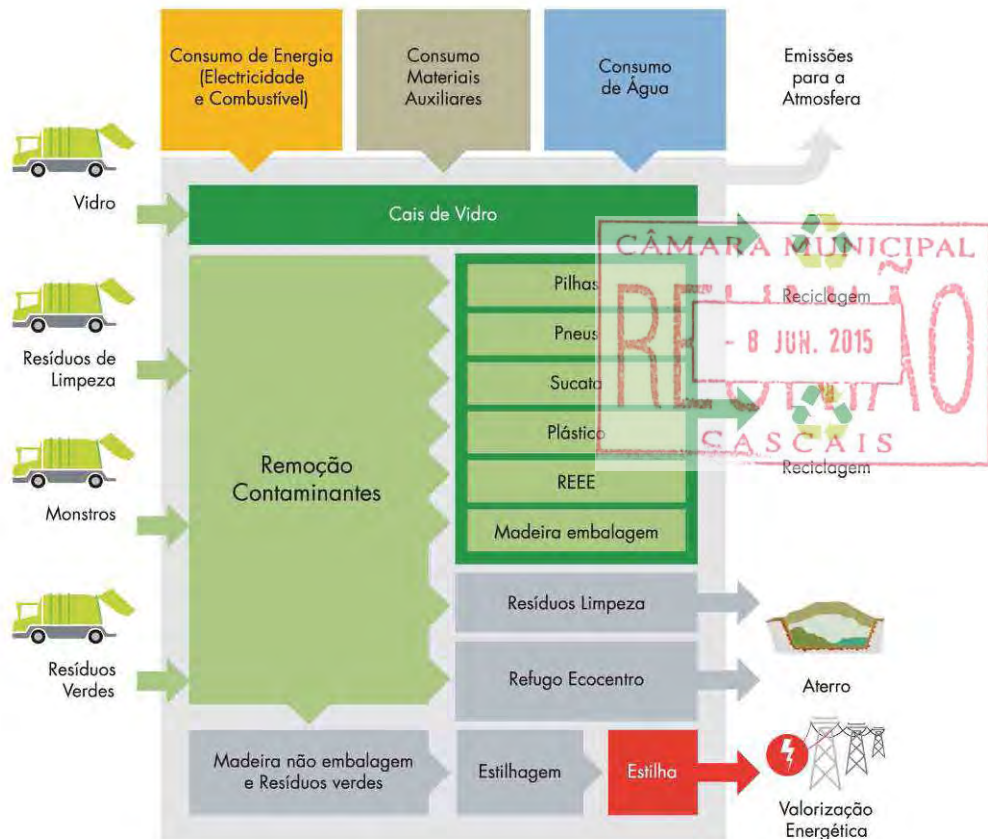 Consumo de Energia
(Electricidade
e Combustível)
Consumo
Materiais
Auxiliares
Consumo
de Água
Emissões
para a
Atmosfera
Vidro
Cais de Vidro
CÂMARA MUNICIPAL
Reciclagem
REUNIÃO
- 8 JUN. 2015
CASCAIS
Reciclagem
Resíduos de
Limpeza
Monstros
Resíduos
Verdes
Remoção
Contaminantes
Pilhas
Pneus
Sucata
Plástico
REEE
Madeira embalagem
Resíduos Limpeza
Refugo Ecocentro
Aterro
Madeira não embalagem
e Resíduos verdes
Estilhagem
Estilha
Valorização
Energética